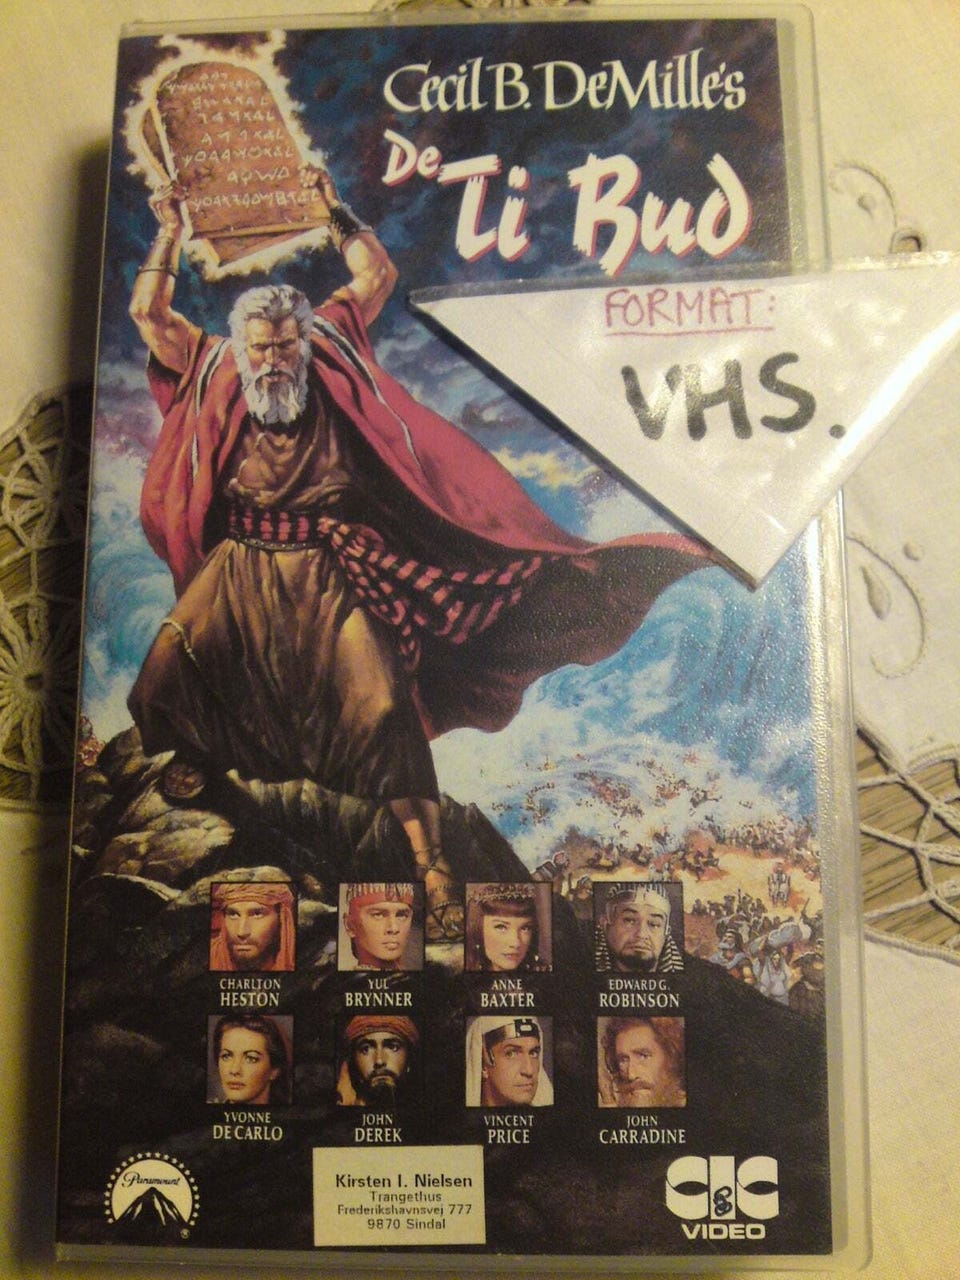 Cecil B. DeMille's
De Ti Bud
FORMAT:
VHS.
CHARLTON
HESTON
YUL
BRYNNER
ANNE
BAXTER
EDWARD G.
ROBINSON
YVONNE
DE CARLO
JOHN
DEREK
VINCENT
PRICE
JOHN
CARRADINE
Paramount
®
Kirsten I. Nielsen
Trangethus
Frederikshavnsvej 777
9870 Sindal
CIC
VIDEO